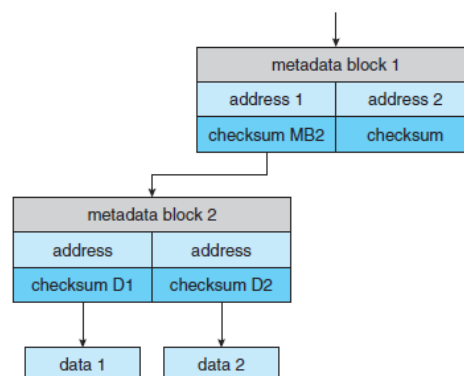 metadata block 1
address 1 address 2
checksum MB2 checksum
metadata block 2
address address
checksum D1 checksum D2
data 1 data 2